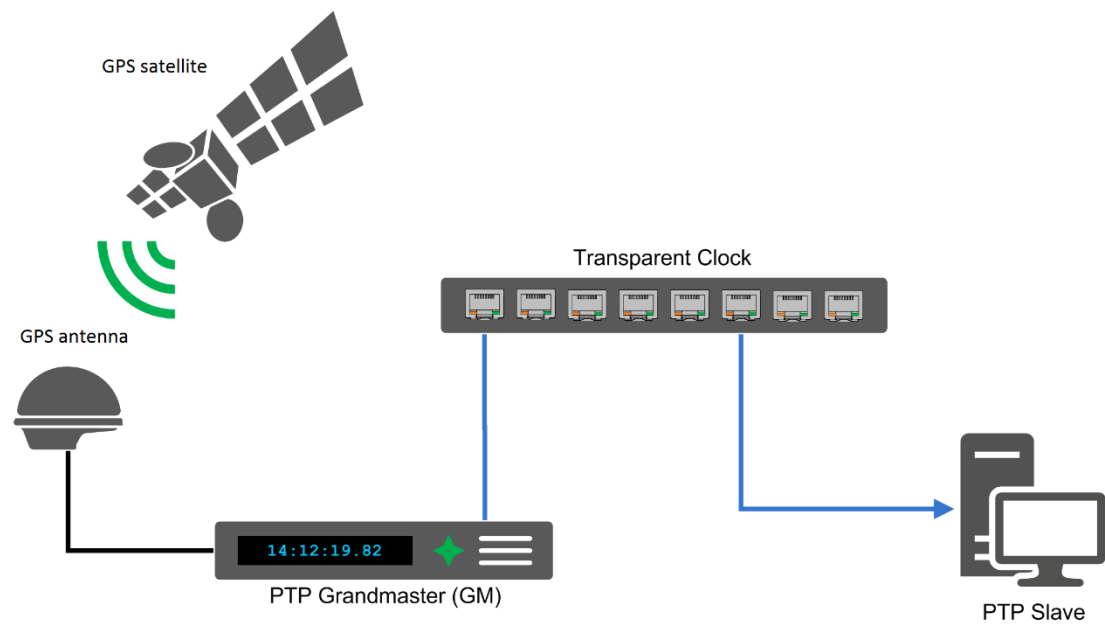 GPS satellite
Transparent Clock
GPS antenna
14:12:19.82
PTP Grandmaster (GM)
PTP Slave